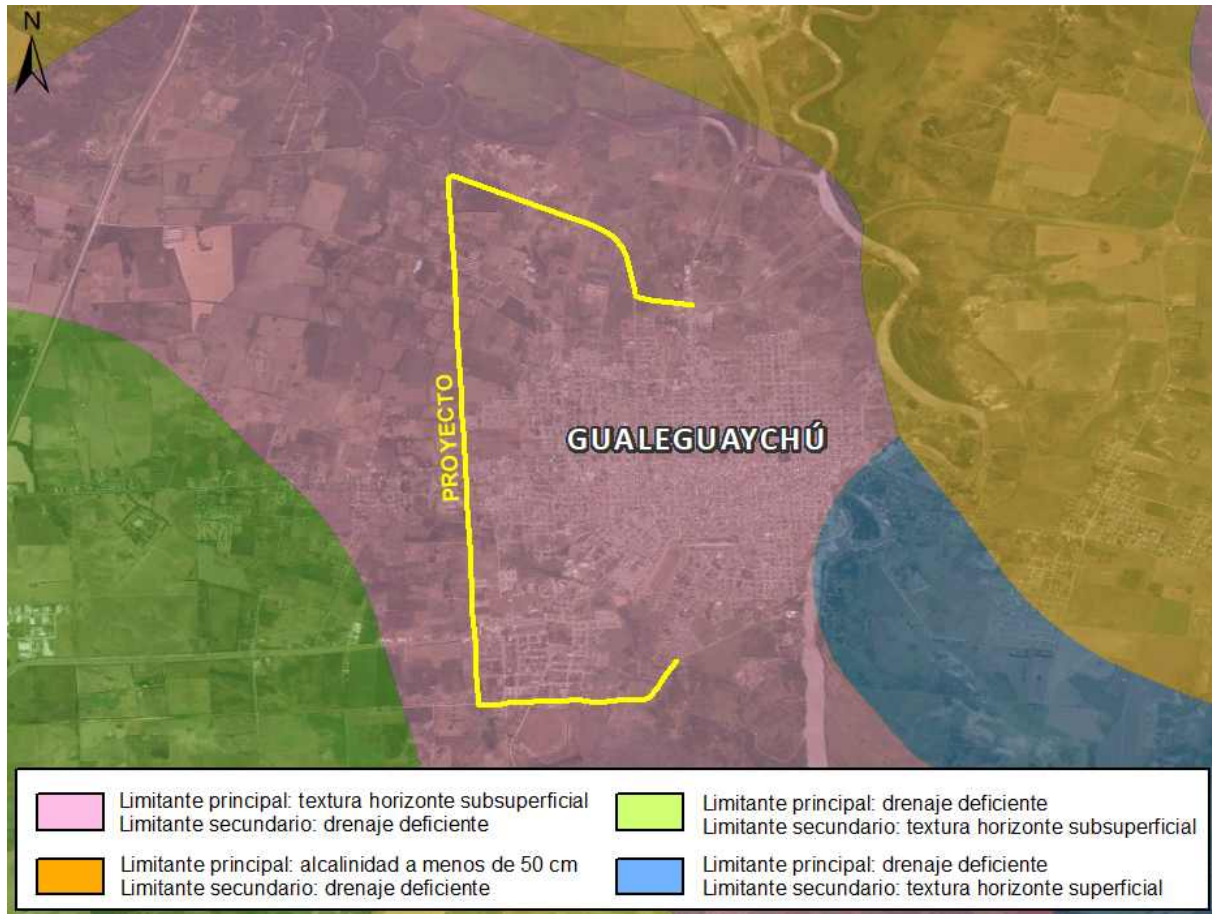 N
PROYECTO
GUALEGUAYCHÚ
Limitante principal: textura horizonte subsuperficial
Limitante secundario: drenaje deficiente
Limitante principal: alcalinidad a menos de 50 cm
Limitante secundario: drenaje deficiente
Limitante principal: drenaje deficiente
Limitante secundario: textura horizonte subsuperficial
Limitante principal: drenaje deficiente
Limitante secundario: textura horizonte superficial